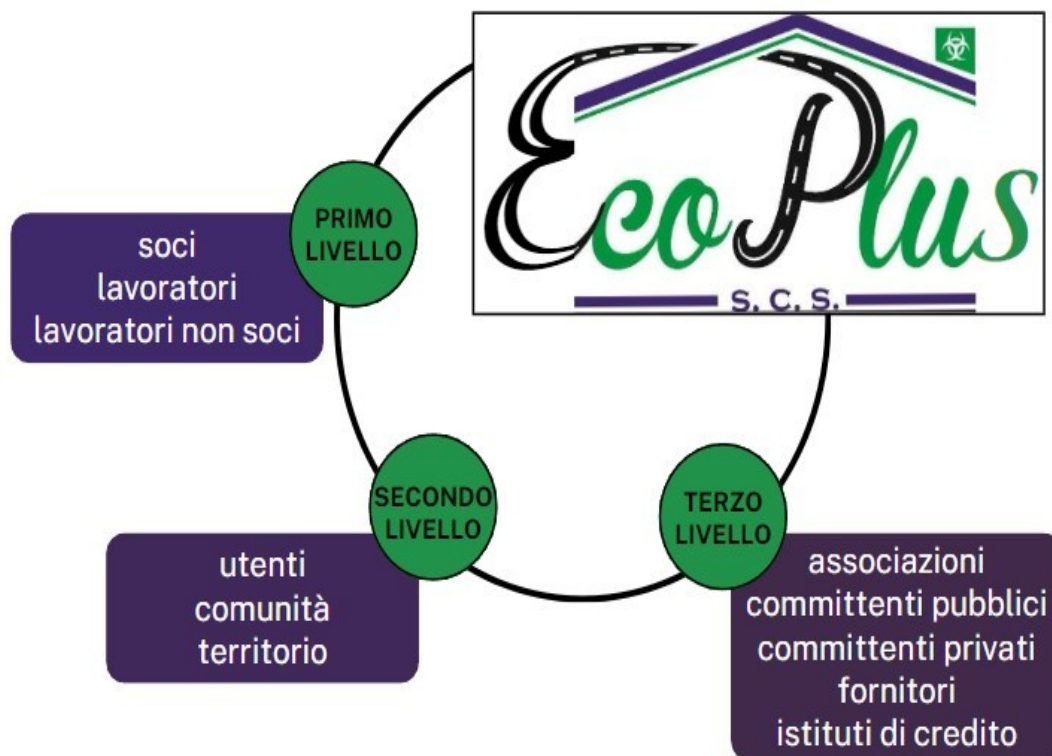 EcoPlus
S. C. S.
PRIMO
LIVELLO
soci
lavoratori
lavoratori non soci
SECONDO
LIVELLO
utenti
comunità
territorio
TERZO
LIVELLO
associazioni
committenti pubblici
committenti privati
fornitori
istituti di credito